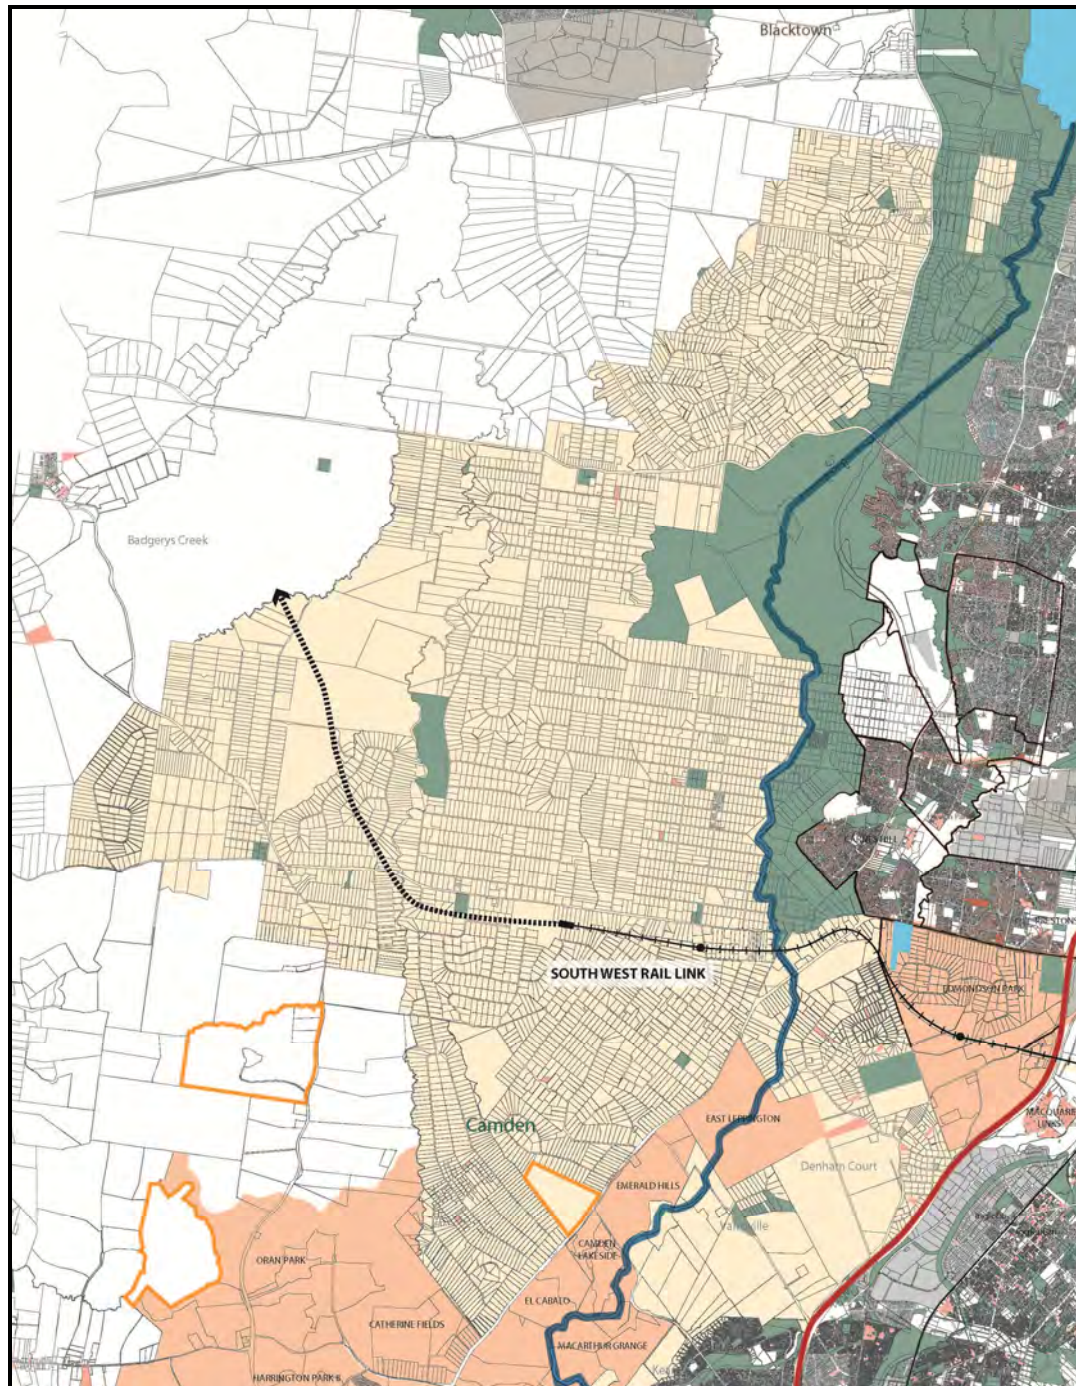 Blacktown
Badgerys Creek
SOUTH WEST RAIL LINK
EDMONDSON PARK
Camden
EAST LEPPINGTON
MACQUARIE
LINKS
Denham Court
EMERALD HILLS
CAMDEN
LAKESIDE
ORAN PARK
EL CABALO
CATHERINE FIELDS
MACARTHUR GRANGE
HARRINGTON PARK